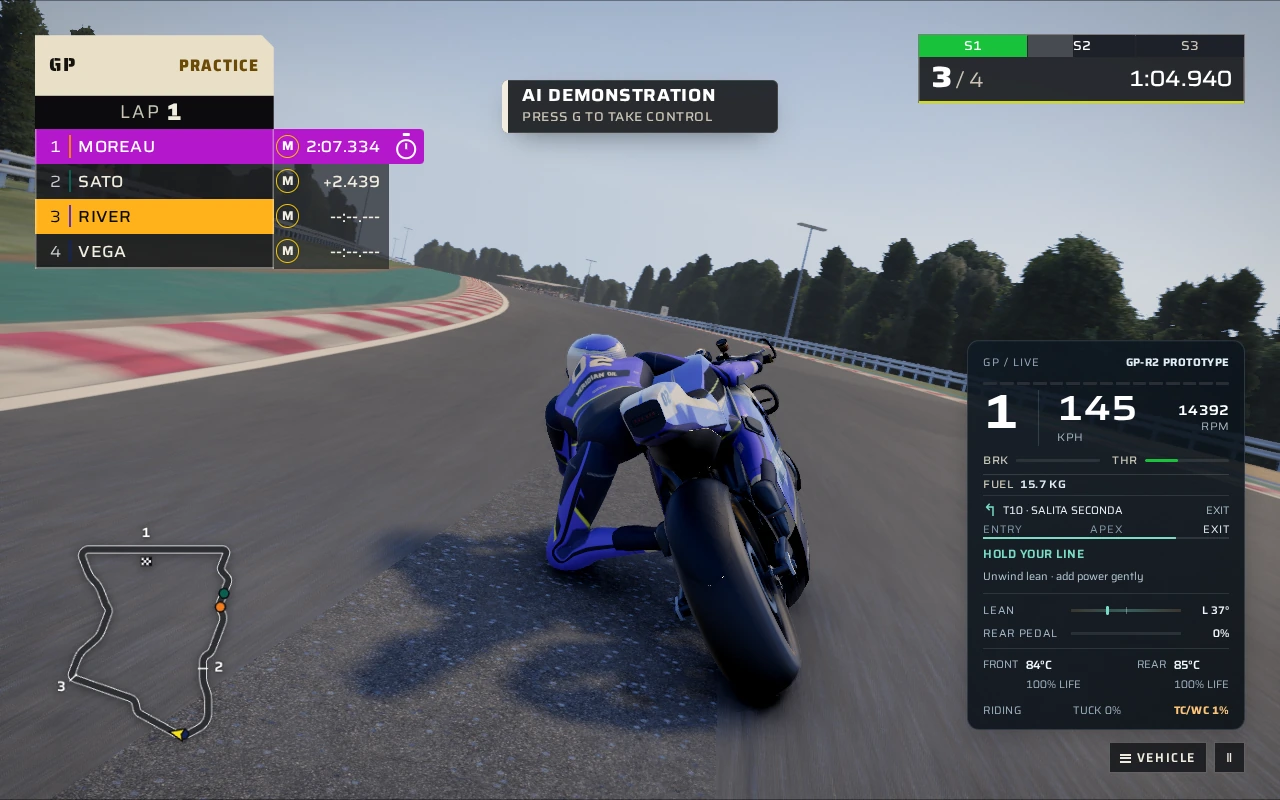 GP PRACTICE
LAP 1
1 MOREAU M 2:07.334
2 SATO M +2.439
3 RIVER M --:--.---
4 VEGA M --:--.---
AI DEMONSTRATION
PRESS G TO TAKE CONTROL
S1 S2 S3
3 / 4 1:04.940
MERIDIAN OIL
GP / LIVE GP-R2 PROTOTYPE
1 145 14392
KPH RPM
BRK THR
FUEL 15.7 KG
T10 · SALITA SECONDA EXIT
ENTRY APEX EXIT
HOLD YOUR LINE
Unwind lean · add power gently
LEAN L 37°
REAR PEDAL 0%
FRONT 84°C REAR 85°C
100% LIFE 100% LIFE
RIDING TUCK 0% TC/WC 1%
VEHICLE
1
2
3